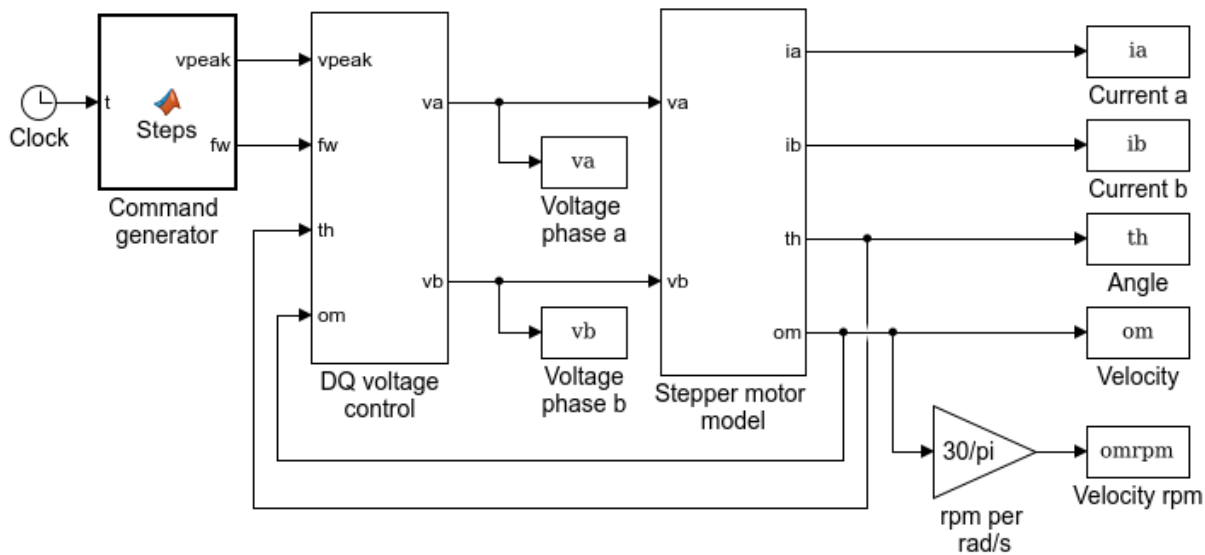 Clock
t
vpeak
Steps
fw
Command
generator
vpeak
fw
th
om
va
vb
DQ voltage
control
va
Voltage
phase a
vb
Voltage
phase b
va
vb
ia
ib
th
om
Stepper motor
model
ia
Current a
ib
Current b
th
Angle
om
Velocity
30/pi
rpm per
rad/s
omrpm
Velocity rpm